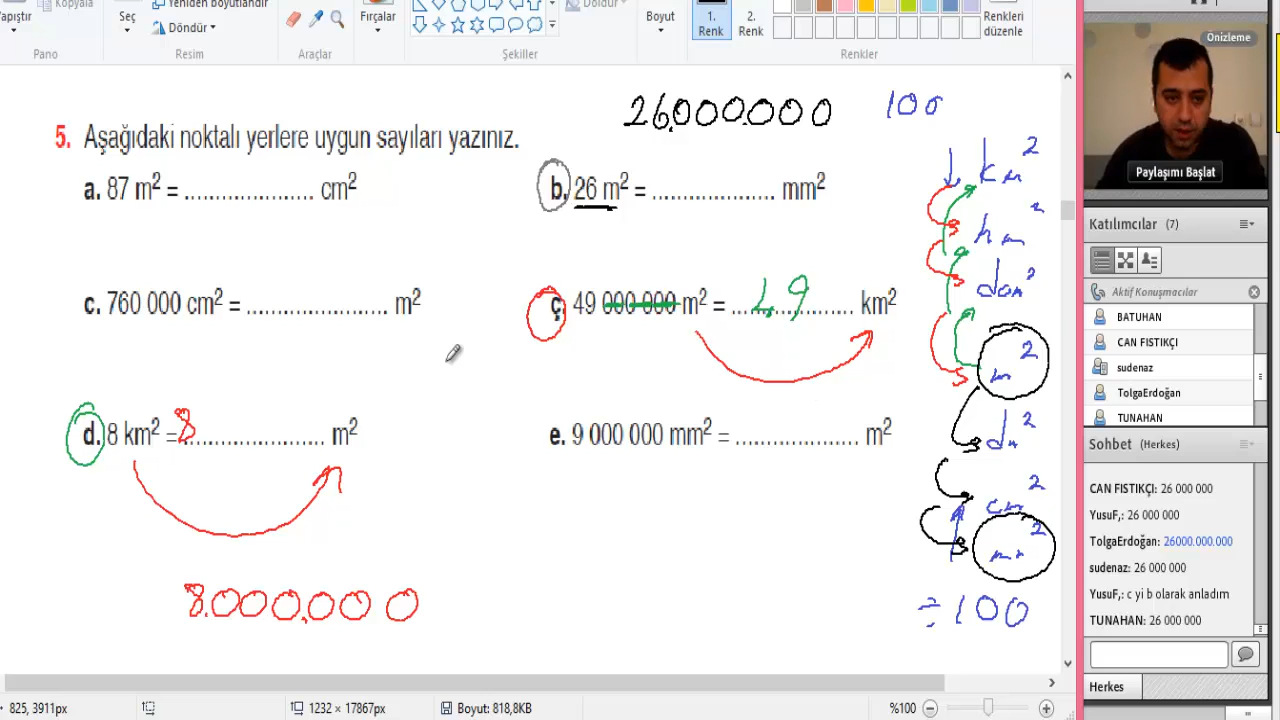 Yapıştır
Kopyala
Seç
Yeniden boyutlandır
Döndür
Fırçalar
Boyut
1.
Renk
2.
Renk
Renkleri
düzenle
Pano
Resim
Araçlar
Şekiller
Renkler
Önizleme
Paylaşımı Başlat
26.000.000 100
5. Aşağıdaki noktalı yerlere uygun sayıları yazınız.
a. 87 m² = ..................... cm²
b. 26 m² = .................... mm²
c. 760 000 cm² = ....................... m²
ç. 49 000 000 m² = ..49.................. km²
d. 8 km² = 8....................... m²
e. 9 000 000 mm² = .................... m²
8.000.000
km²
hm²
dam²
m²
dm²
cm²
mm²
÷100
Katılımcılar (7)
Aktif Konuşmacılar
BATUHAN
CAN FISTIKÇI
sudenaz
TolgaErdoğan
TUNAHAN
Sohbet (Herkes)
CAN FISTIKÇI: 26 000 000
YusuF,: 26 000 000
TolgaErdoğan: 26000.000.000
sudenaz: 26 000 000
YusuF,: c yi b olarak anladım
TUNAHAN: 26 000 000
Herkes
825, 3911px
1232 × 17867px
Boyut: 818,8KB
%100